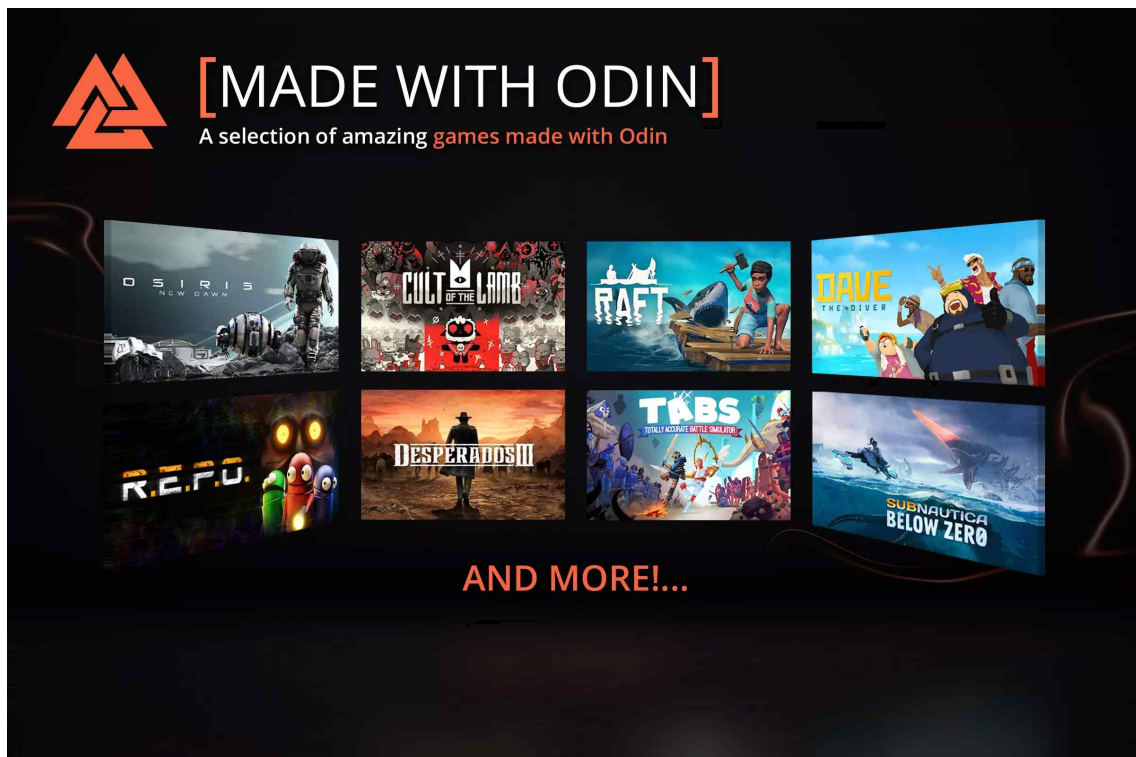 [MADE WITH ODIN]
A selection of amazing games made with Odin
OSIRIS
NEW DAWN
CULT OF THE LAMB
RAFT
DAVE
THE DIVER
R.E.P.O.
DESPERADOS III
TABS
TOTALLY ACCURATE BATTLE SIMULATOR
SUBNAUTICA
BELOW ZERO
AND MORE!...